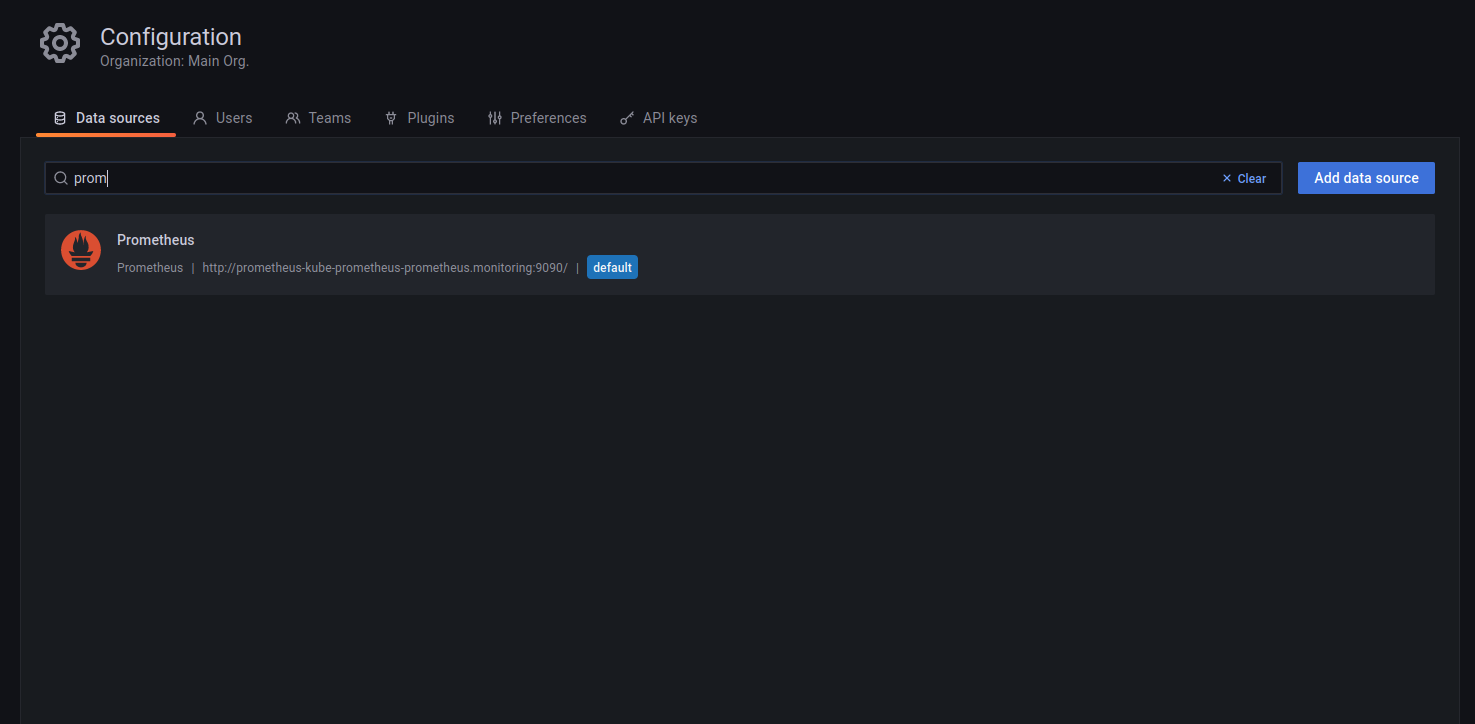 Configuration
Organization: Main Org.
Data sources Users Teams Plugins Preferences API keys
prom × Clear Add data source
Prometheus
Prometheus | http://prometheus-kube-prometheus-prometheus.monitoring:9090/ | default